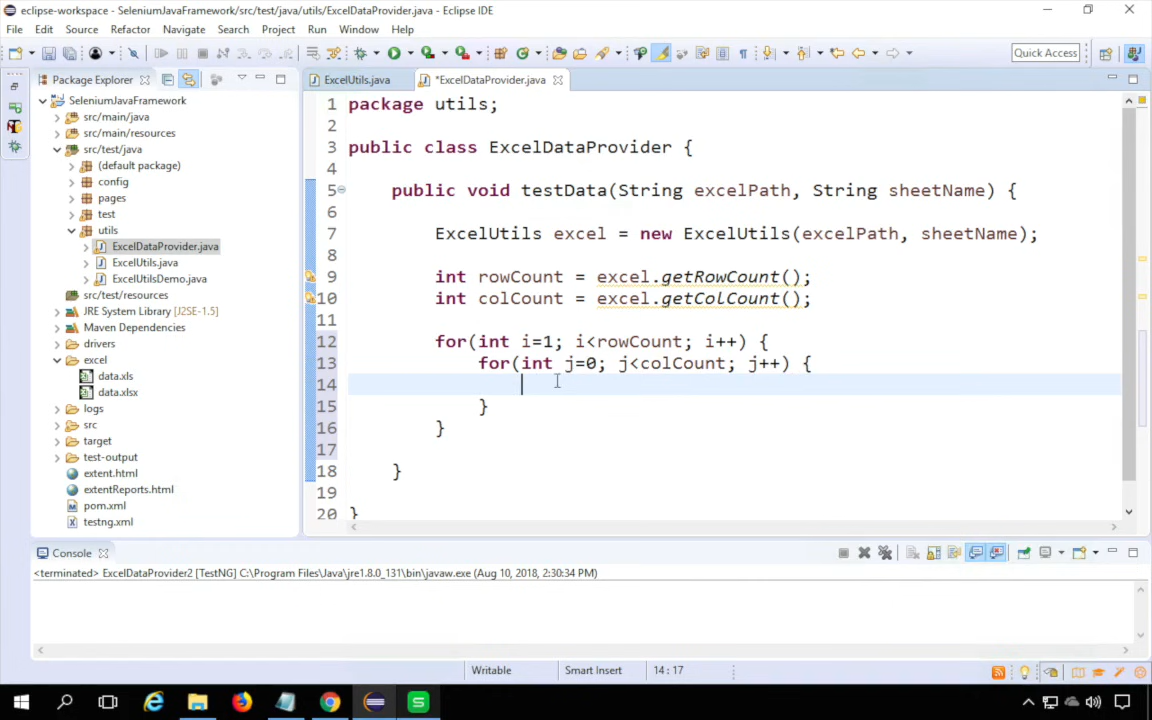 eclipse-workspace - SeleniumJavaFramework/src/test/java/utils/ExcelDataProvider.java - Eclipse IDE
File Edit Source Refactor Navigate Search Project Run Window Help
Quick Access
Package Explorer
ExcelUtils.java
*ExcelDataProvider.java
SeleniumJavaFramework
src/main/java
src/main/resources
src/test/java
(default package)
config
pages
test
utils
ExcelDataProvider.java
ExcelUtils.java
ExcelUtilsDemo.java
src/test/resources
JRE System Library [J2SE-1.5]
Maven Dependencies
drivers
excel
data.xls
data.xlsx
logs
src
target
test-output
extent.html
extentReports.html
pom.xml
testng.xml
1 package utils;
2
3 public class ExcelDataProvider {
4
5 public void testData(String excelPath, String sheetName) {
6
7 ExcelUtils excel = new ExcelUtils(excelPath, sheetName);
8
9 int rowCount = excel.getRowCount();
10 int colCount = excel.getColCount();
11
12 for(int i=1; i<rowCount; i++) {
13 for(int j=0; j<colCount; j++) {
14
15 }
16 }
17
18 }
19
20 }
Console
<terminated> ExcelDataProvider2 [TestNG] C:\Program Files\Java\jre1.8.0_131\bin\javaw.exe (Aug 10, 2018, 2:30:34 PM)
Writable
Smart Insert
14 : 17